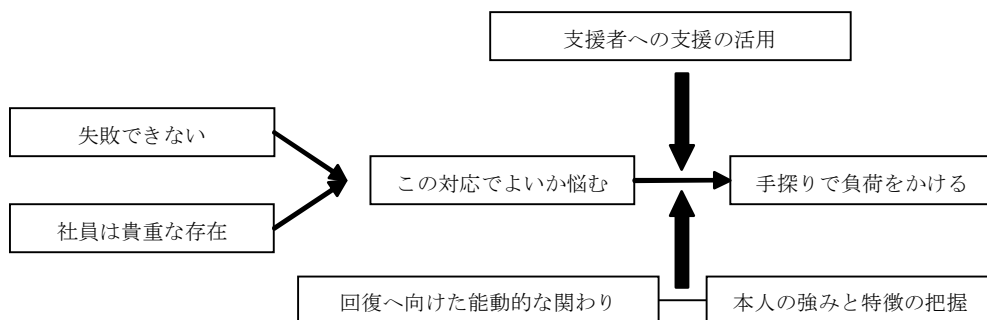 支援者への支援の活用
失敗できない
この対応でよいか悩む
手探りで負荷をかける
社員は貴重な存在
回復へ向けた能動的な関わり
本人の強みと特徴の把握